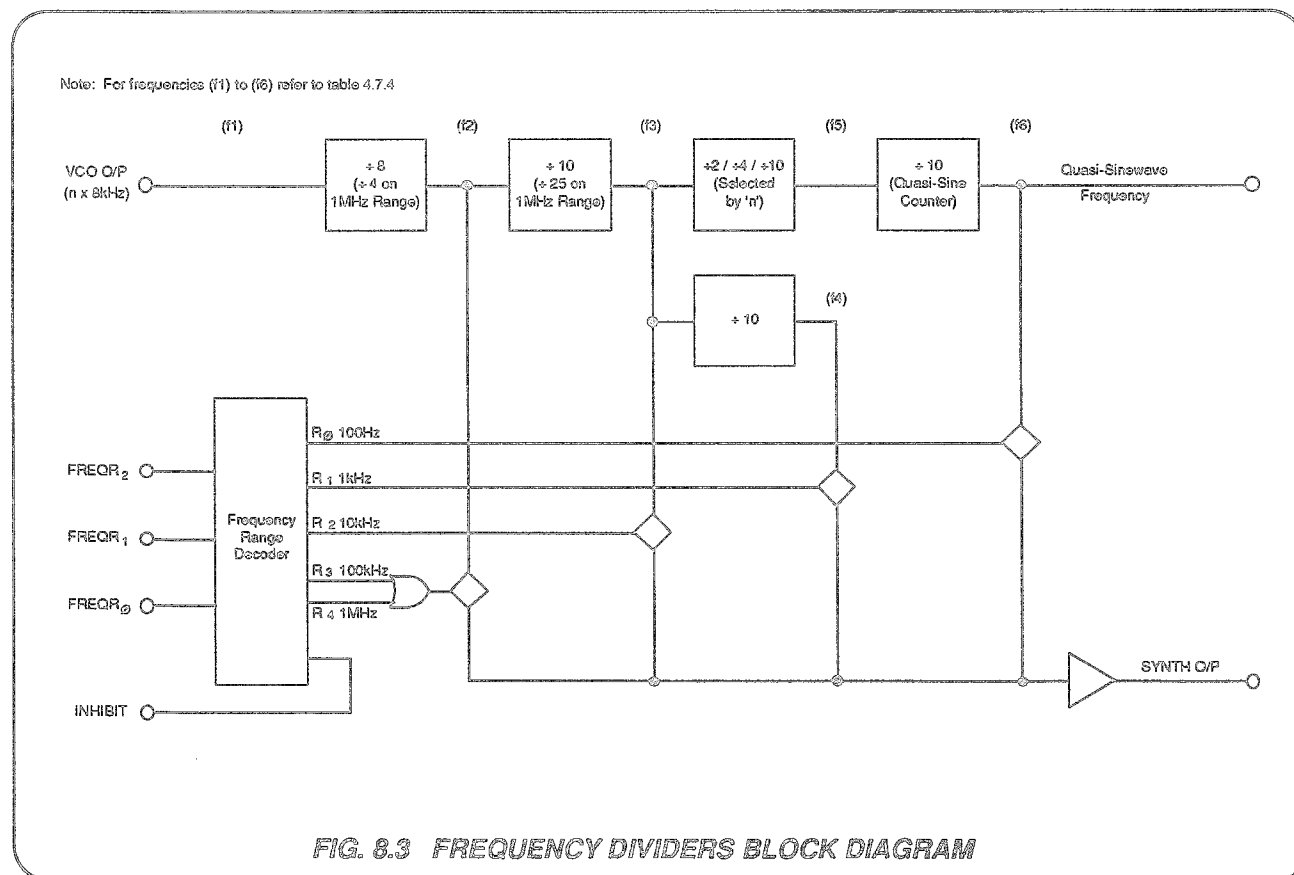 Note: For frequencies (f1) to (f6) refer to table 4.7.4
(f1)
(f2)
(f3)
(f5)
(f6)
VCO O/P
(n x 8kHz)
÷ 8
(÷ 4 on
1MHz Range)
÷ 10
(÷ 25 on
1MHz Range)
÷2 / ÷4 / ÷10
(Selected
by 'n')
÷ 10
(Quasi-Sine
Counter)
Quasi-Sinewave
Frequency
÷ 10
(f4)
FREQR2
FREQR1
FREQRø
INHIBIT
Frequency
Range
Decoder
Rø 100Hz
R1 1kHz
R2 10kHz
R3 100kHz
R4 1MHz
SYNTH O/P
FIG. 8.3 FREQUENCY DIVIDERS BLOCK DIAGRAM